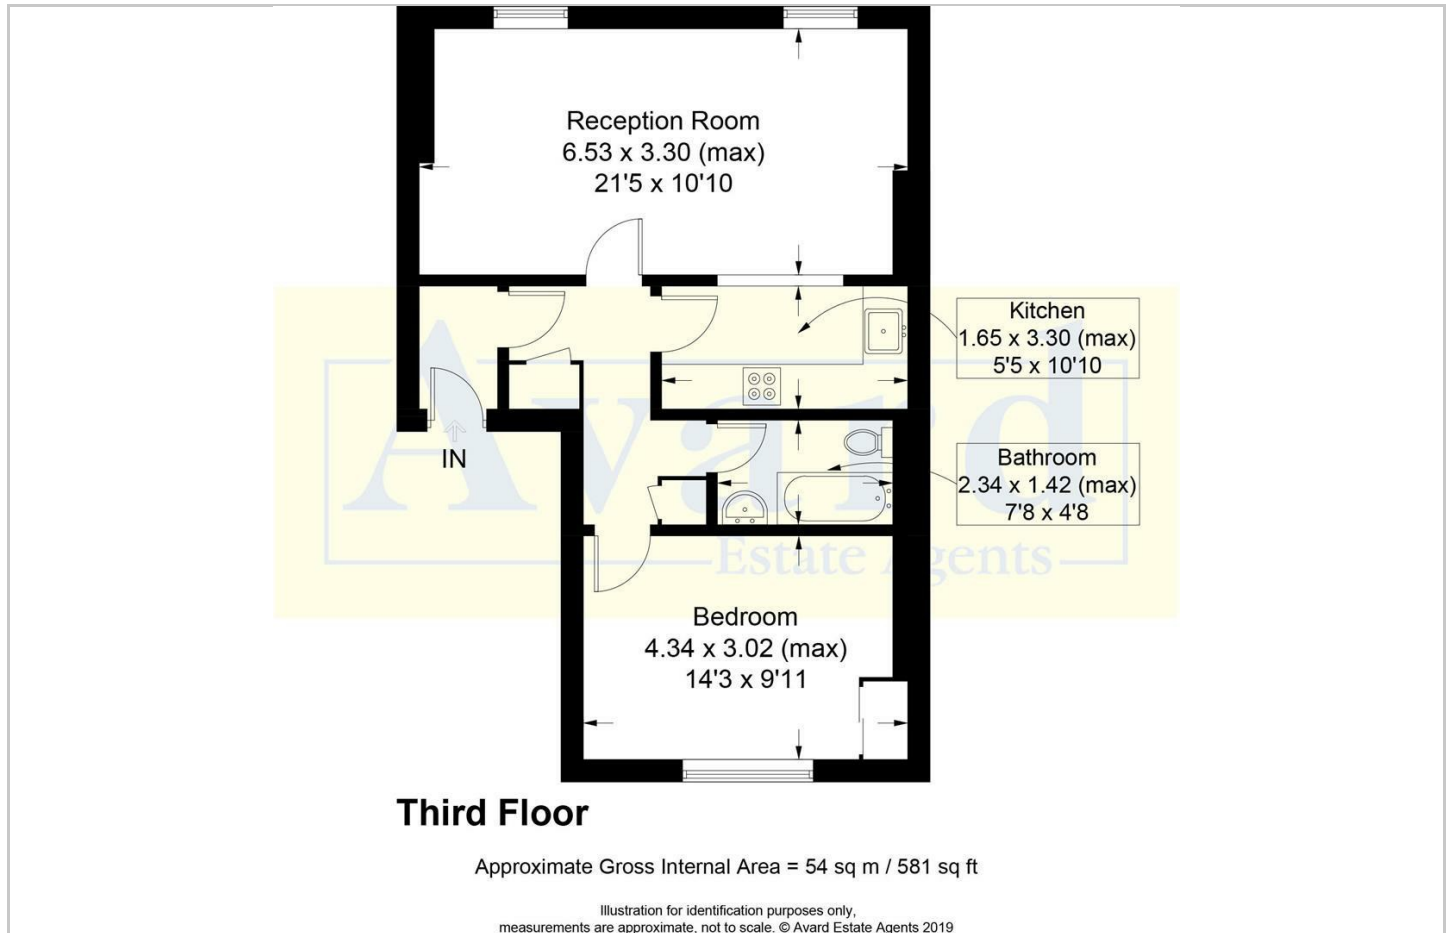 Reception Room
6.53 x 3.30 (max)
21'5 x 10'10
Kitchen
1.65 x 3.30 (max)
5'5 x 10'10
IN
Bathroom
2.34 x 1.42 (max)
7'8 x 4'8
Avard
Estate Agents
Bedroom
4.34 x 3.02 (max)
14'3 x 9'11
Third Floor
Approximate Gross Internal Area = 54 sq m / 581 sq ft
Illustration for identification purposes only,
measurements are approximate, not to scale. © Avard Estate Agents 2019